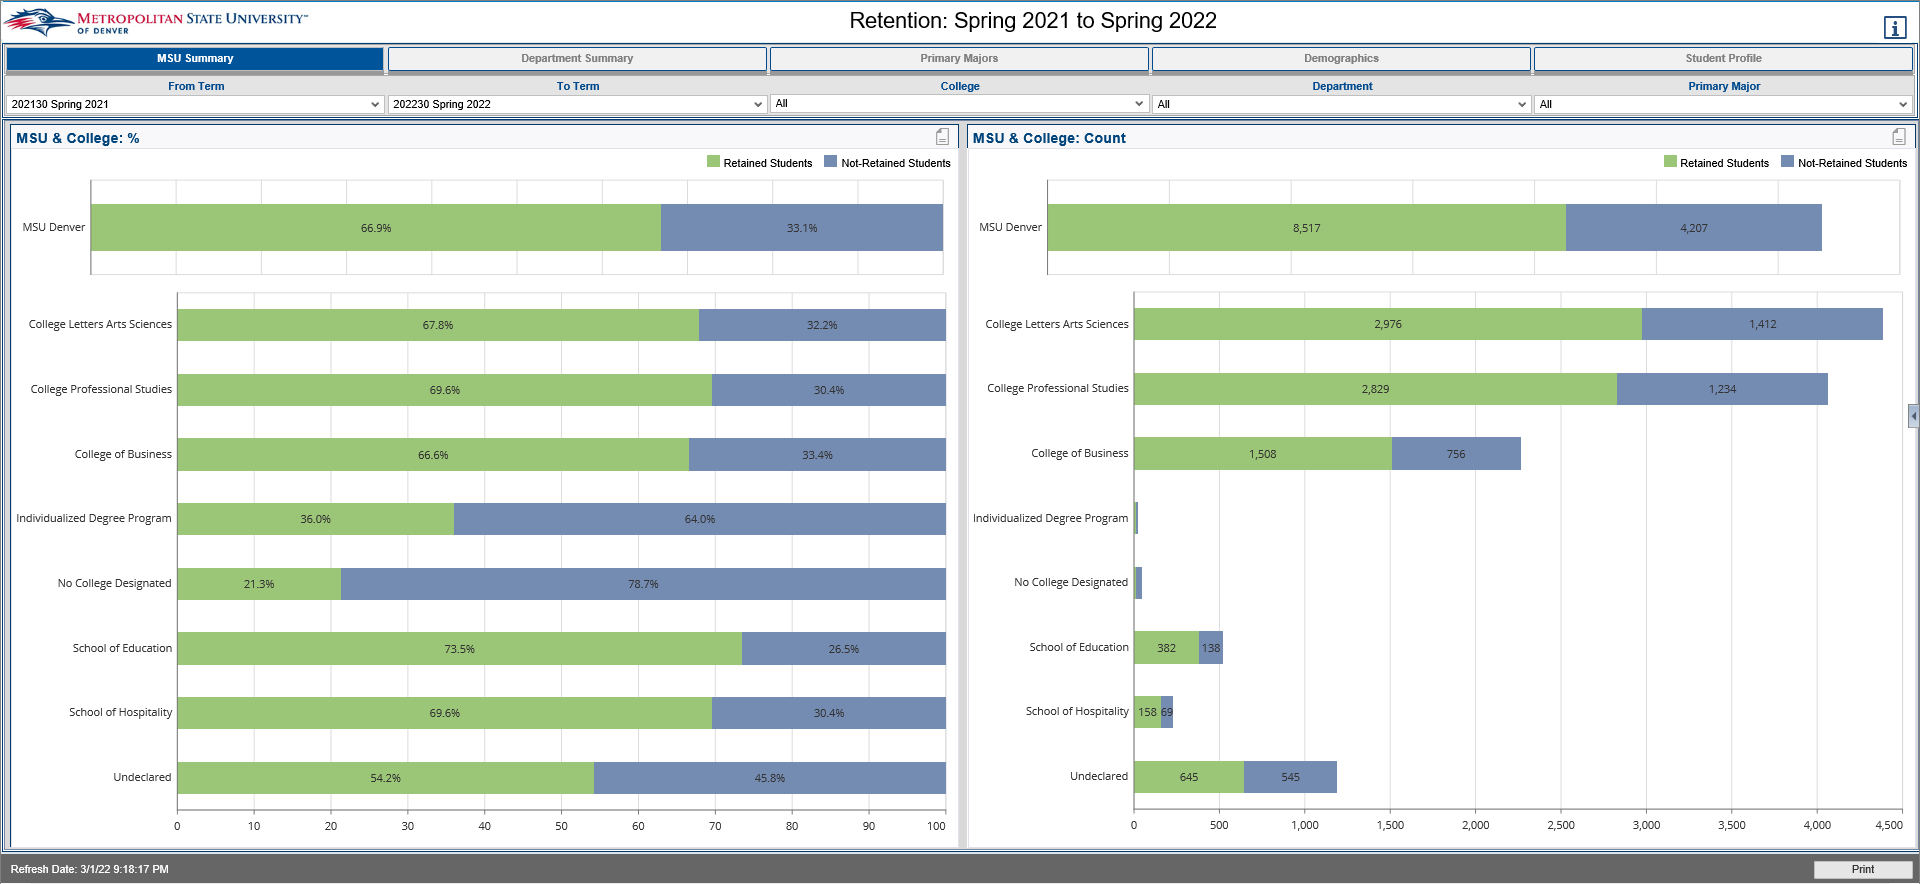 METROPOLITAN STATE UNIVERSITY™
OF DENVER
Retention: Spring 2021 to Spring 2022
i
MSU Summary
Department Summary
Primary Majors
Demographics
Student Profile
From Term
To Term
College
Department
Primary Major
202130 Spring 2021
202230 Spring 2022
All
All
All
MSU & College: %
Retained Students
Not-Retained Students
MSU Denver
66.9%
33.1%
College Letters Arts Sciences
67.8%
32.2%
College Professional Studies
69.6%
30.4%
College of Business
66.6%
33.4%
Individualized Degree Program
36.0%
64.0%
No College Designated
21.3%
78.7%
School of Education
73.5%
26.5%
School of Hospitality
69.6%
30.4%
Undeclared
54.2%
45.8%
0 10 20 30 40 50 60 70 80 90 100
MSU & College: Count
Retained Students
Not-Retained Students
MSU Denver
8,517
4,207
College Letters Arts Sciences
2,976
1,412
College Professional Studies
2,829
1,234
College of Business
1,508
756
Individualized Degree Program
No College Designated
School of Education
382
138
School of Hospitality
158
69
Undeclared
645
545
0 500 1,000 1,500 2,000 2,500 3,000 3,500 4,000 4,500
Refresh Date: 3/1/22 9:18:17 PM
Print